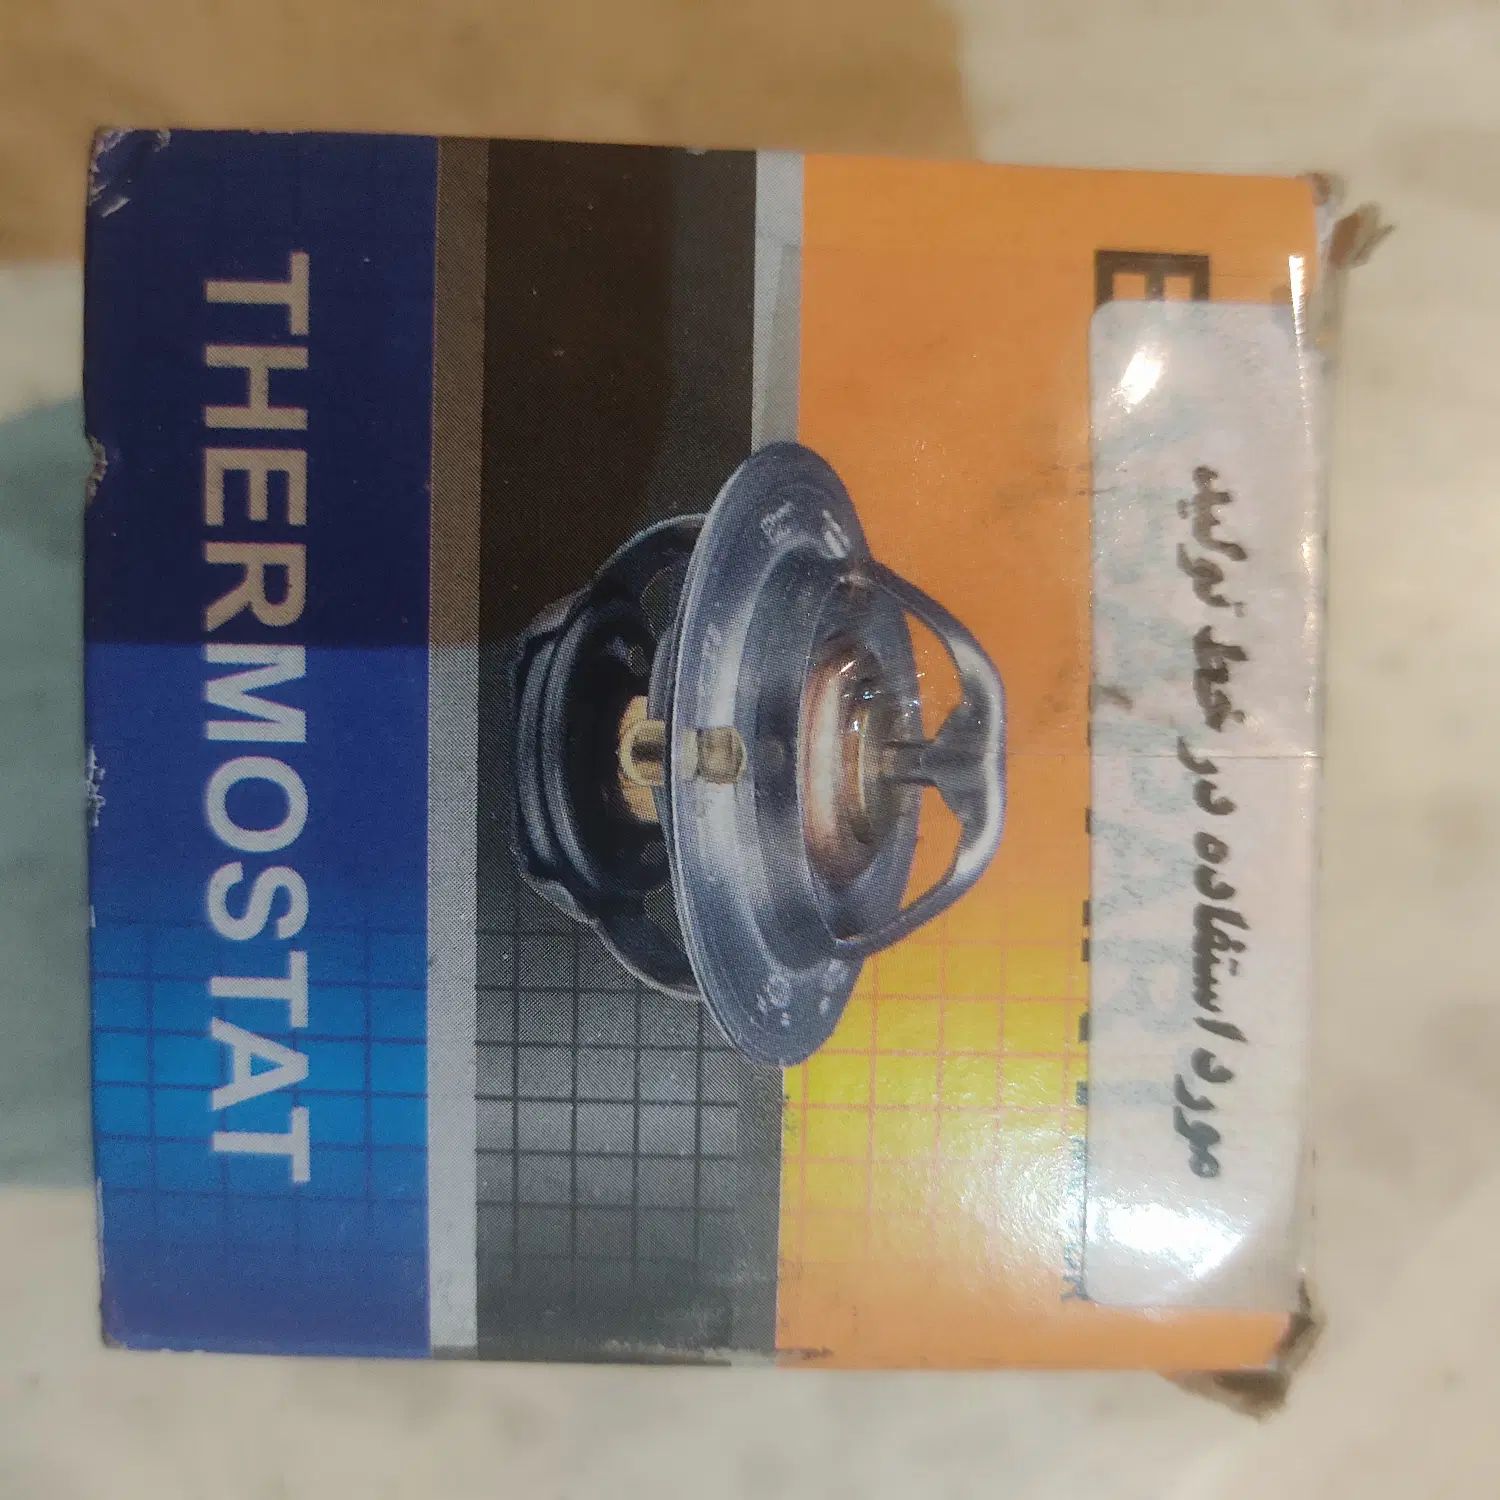 مورد استفاده در خط تولید
THERMOSTAT